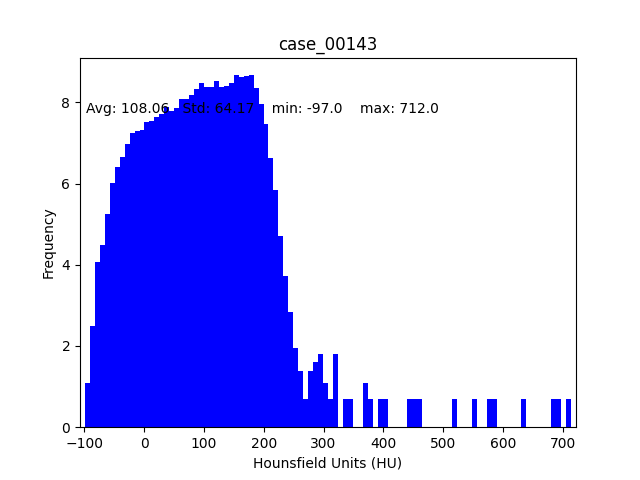 case_00143
Avg: 108.06 Std: 64.17 min: -97.0 max: 712.0
Frequency
8
6
4
2
0
−100 0 100 200 300 400 500 600 700
Hounsfield Units (HU)